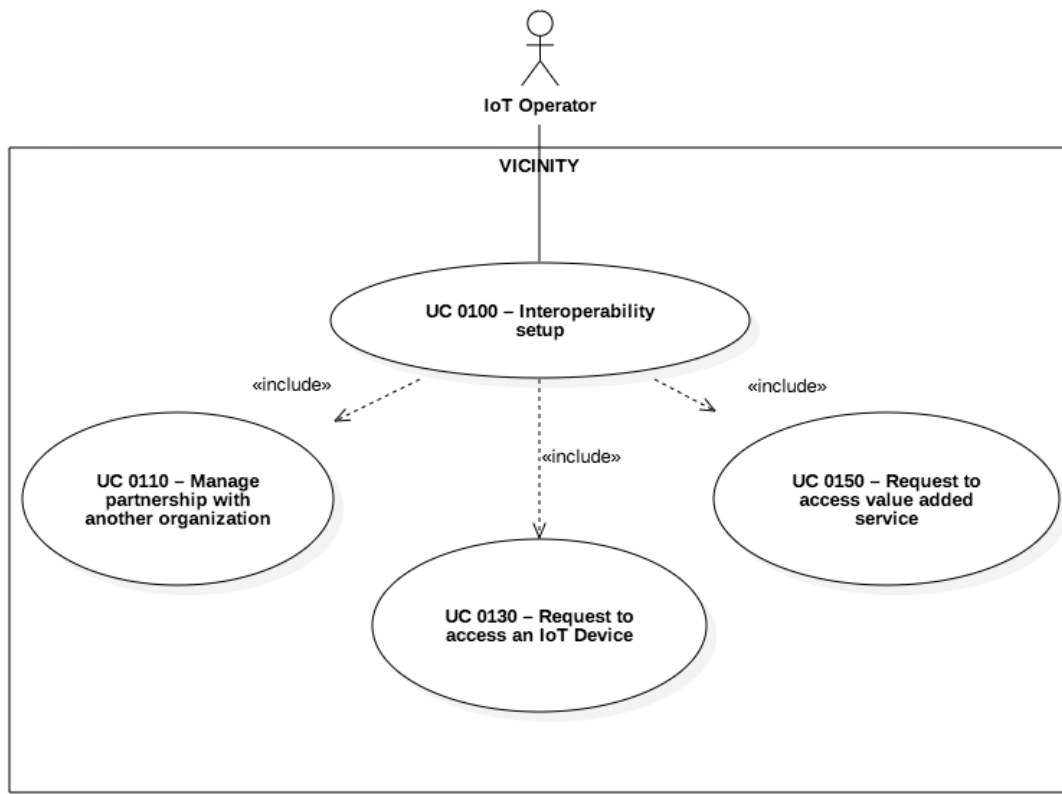 IoT Operator
VICINITY
UC 0100 – Interoperability
setup
«include»
«include»
«include»
UC 0110 – Manage
partnership with
another organization
UC 0150 – Request to
access value added
service
UC 0130 – Request to
access an IoT Device